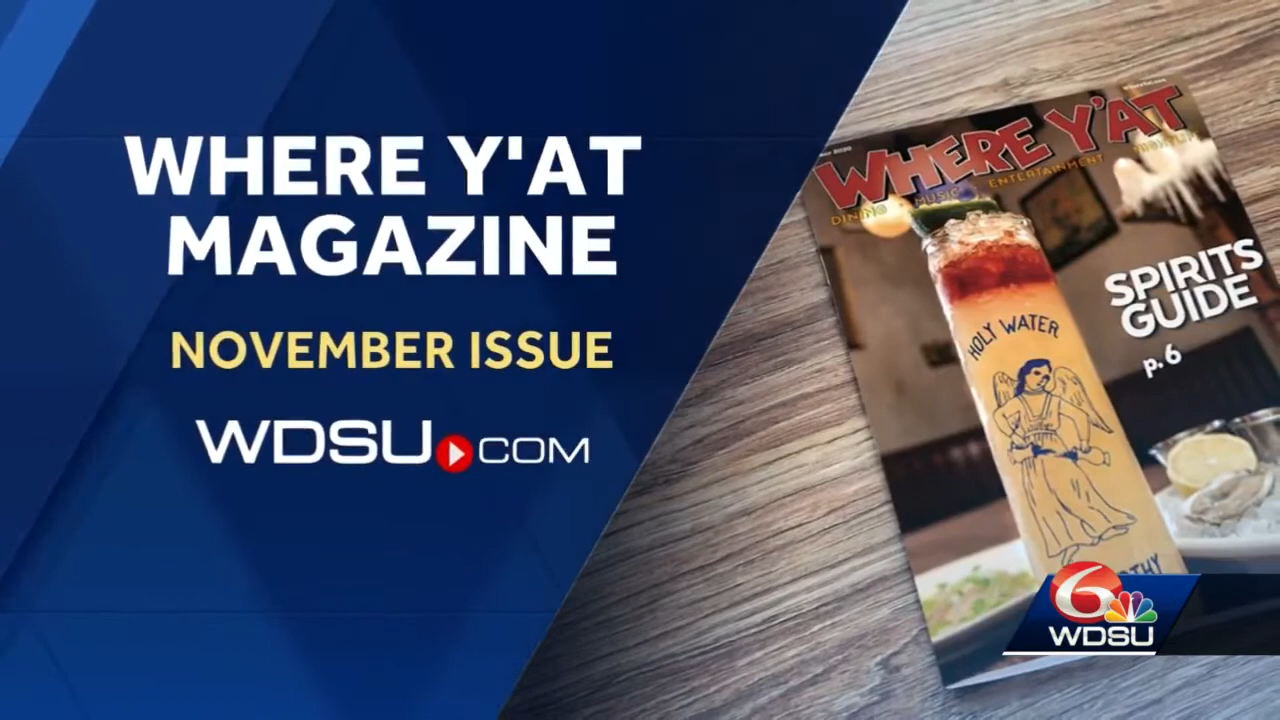 WHERE Y'AT
MAGAZINE
NOVEMBER ISSUE
WDSU.COM
2020
WHERE Y'AT
DINING MUSIC ENTERTAINMENT
SPIRITS
GUIDE
p.6
HOLY WATER
6
WDSU